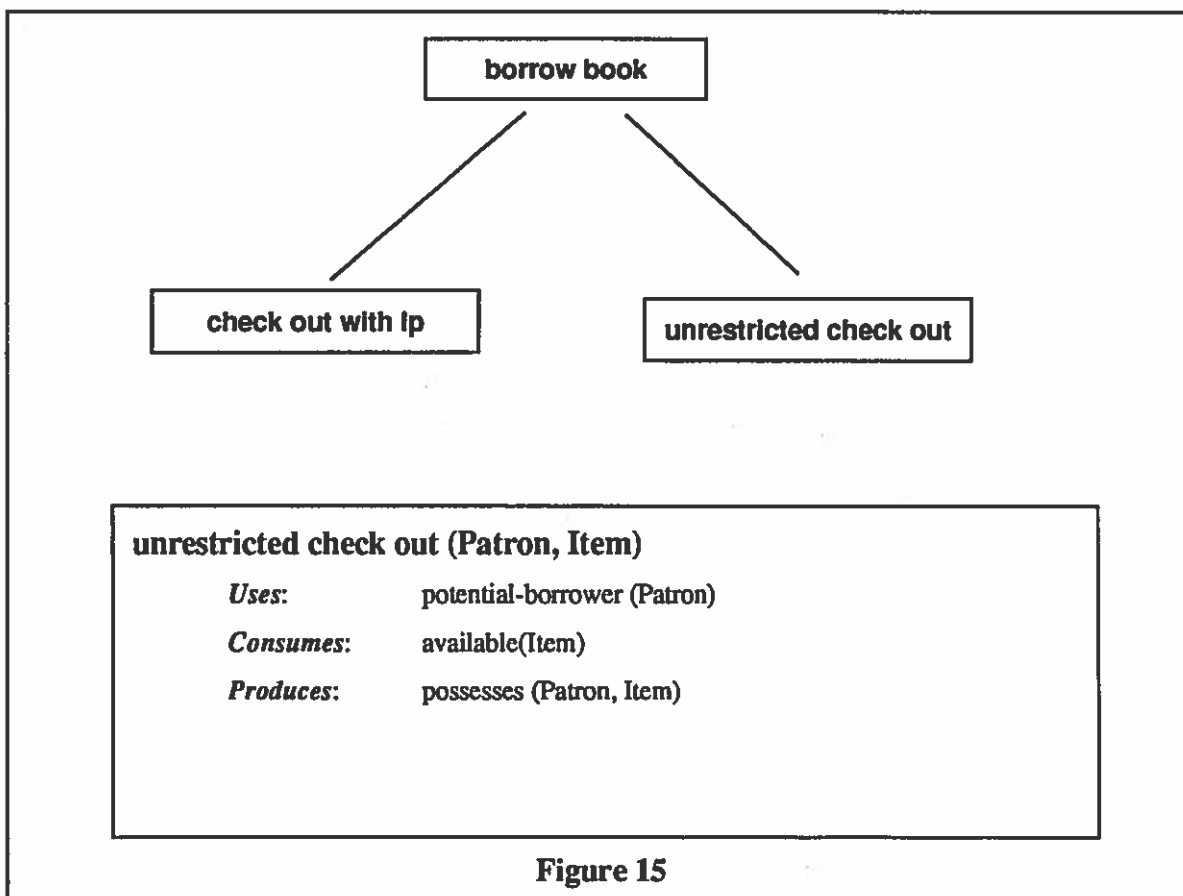 borrow book
check out with lp
unrestricted check out
unrestricted check out (Patron, Item)
Uses: potential-borrower (Patron)
Consumes: available(Item)
Produces: possesses (Patron, Item)
Figure 15